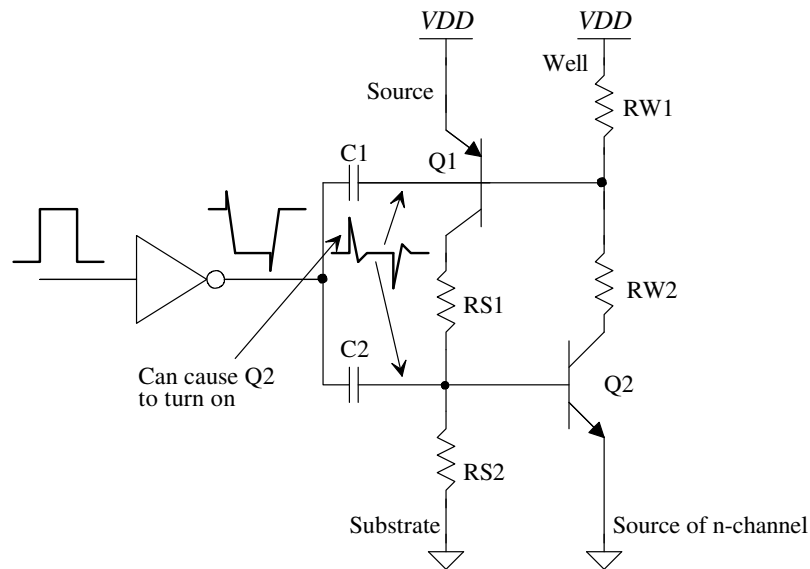 VDD
VDD
Well
Source
RW1
C1
Q1
RW2
RS1
C2
Can cause Q2
to turn on
Q2
RS2
Substrate
Source of n-channel